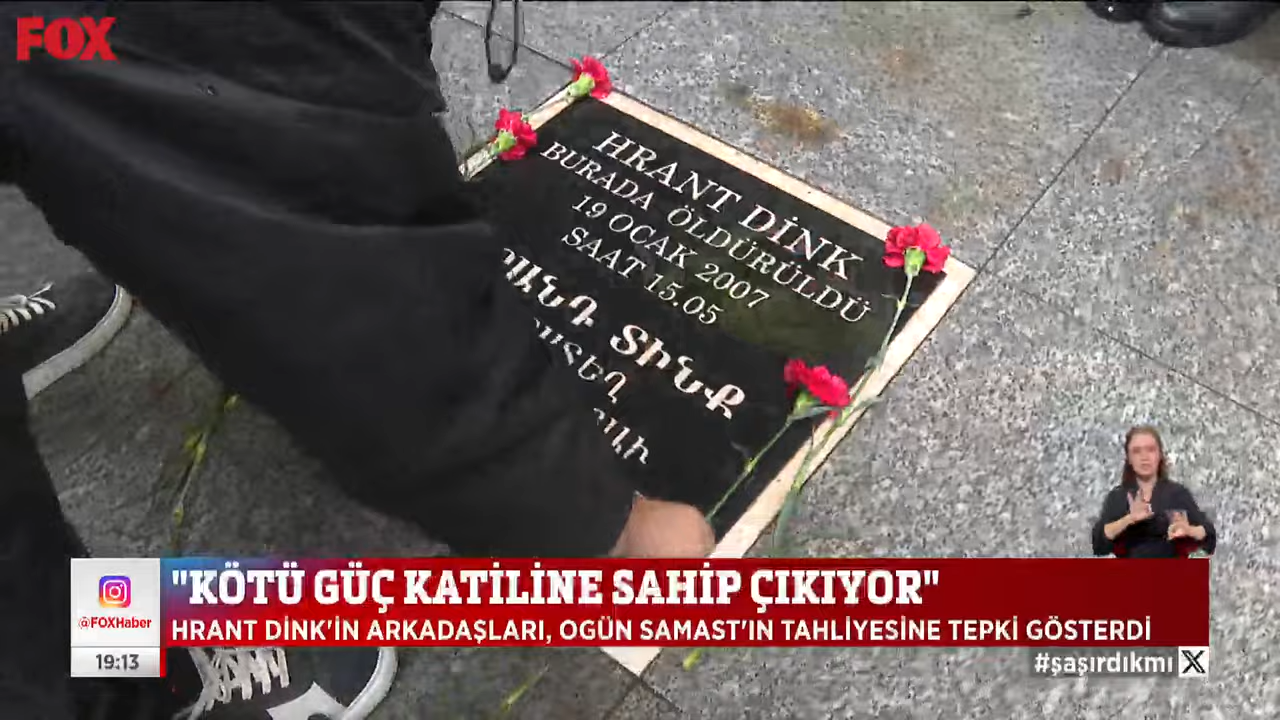 FOX
HRANT DİNK
BURADA ÖLDÜRÜLDÜ
19 OCAK 2007
SAAT 15.05
ՏԻՆՔ
"KÖTÜ GÜÇ KATİLİNE SAHİP ÇIKIYOR"
@FOXHaber
HRANT DİNK'İN ARKADAŞLARI, OGÜN SAMAST'IN TAHLİYESİNE TEPKİ GÖSTERDİ
19:13
#şaşırdıkmı X